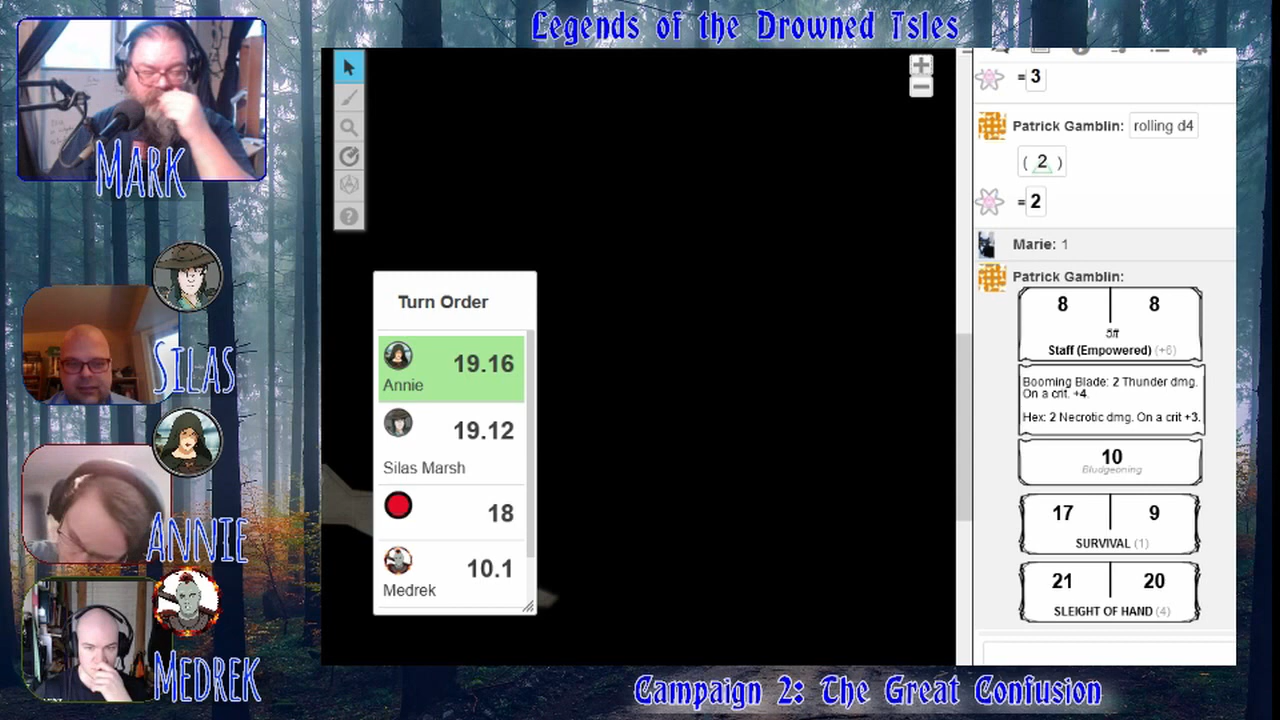 Legends of the Drowned Isles
MARK
SILAS
ANNIE
MEDREK
Turn Order
19.16
Annie
19.12
Silas Marsh
18
10.1
Medrek
=3
Patrick Gamblin: rolling d4
( 2 )
=2
Marie: 1
Patrick Gamblin:
8 8
5ft
Staff (Empowered) (+6)
Booming Blade: 2 Thunder dmg.
On a crit. +4.
Hex: 2 Necrotic dmg. On a crit +3.
10
Bludgeoning
17 9
SURVIVAL (1)
21 20
SLEIGHT OF HAND (4)
Campaign 2: The Great Confusion